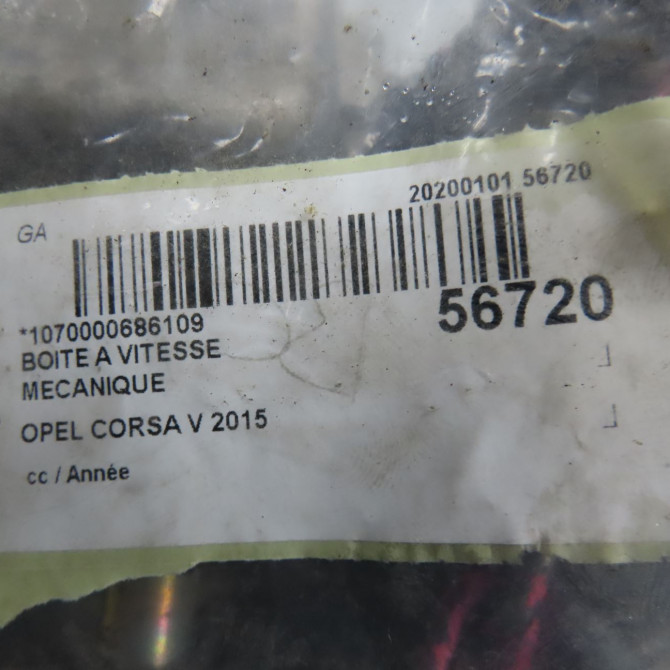 20200101 56720
GA
56720
*1070000686109
BOITE A VITESSE
MECANIQUE
OPEL CORSA V 2015
cc / Année